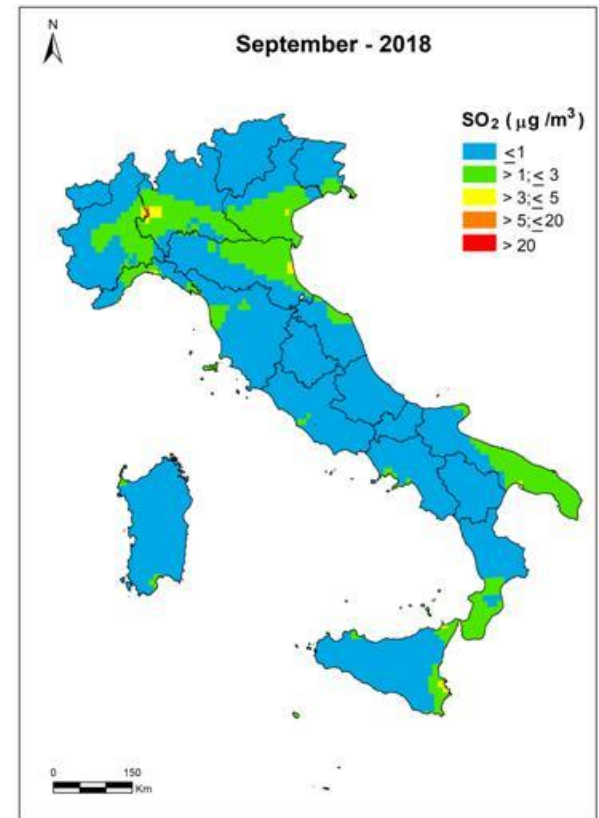 N
September - 2018
SO₂ ( µg /m³)
≤1
> 1;≤ 3
> 3;≤ 5
> 5;≤20
> 20
0 150
Km